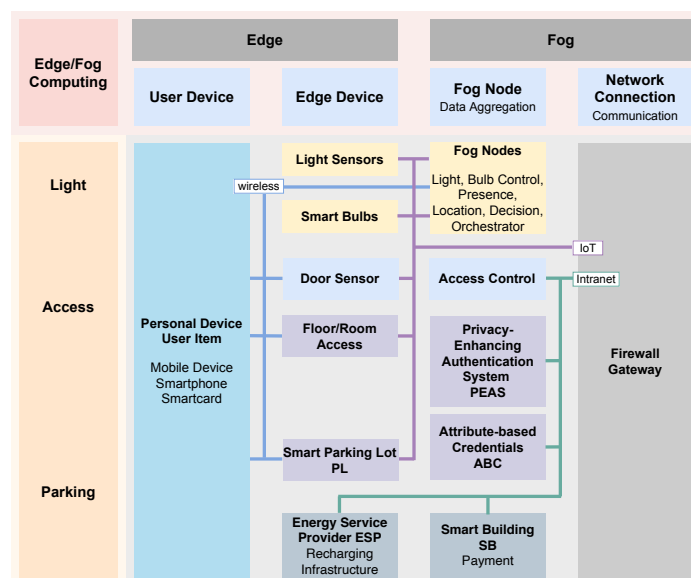 Edge/Fog
Computing
Edge
Fog
User Device
Edge Device
Fog Node
Data Aggregation
Network
Connection
Communication
Light
Access
Parking
Personal Device
User Item
Mobile Device
Smartphone
Smartcard
wireless
Light Sensors
Smart Bulbs
Door Sensor
Floor/Room
Access
Smart Parking Lot
PL
Energy Service
Provider ESP
Recharging
Infrastructure
Fog Nodes
Light, Bulb Control,
Presence,
Location, Decision,
Orchestrator
Access Control
Privacy-
Enhancing
Authentication
System
PEAS
Attribute-based
Credentials
ABC
Smart Building
SB
Payment
IoT
Intranet
Firewall
Gateway